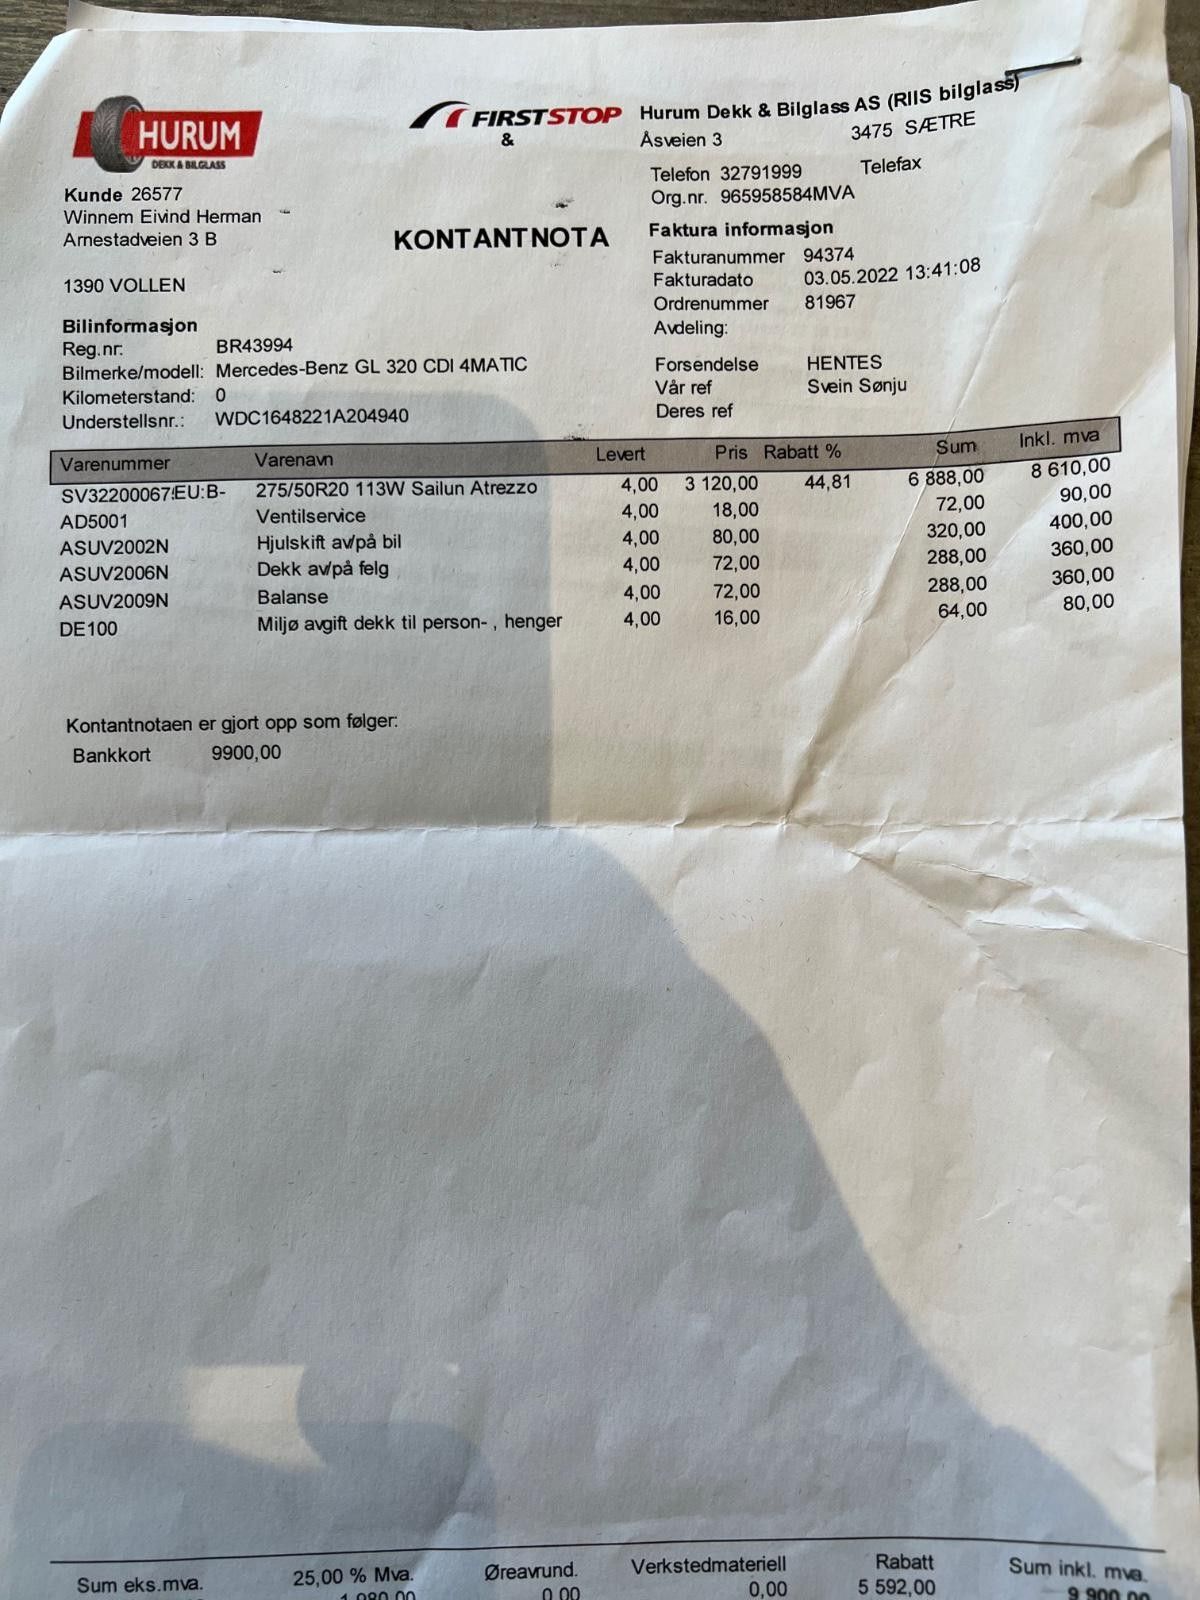 HURUM
DEKK & BILGLASS
FIRSTSTOP
&
Hurum Dekk & Bilglass AS (RIIS bilglass)
Åsveien 3 3475 SÆTRE
Telefon 32791999 Telefax
Org.nr. 965958584MVA
Kunde 26577
Winnem Eivind Herman
Arnestadveien 3 B
1390 VOLLEN
KONTANTNOTA
Faktura informasjon
Fakturanummer 94374
Fakturadato 03.05.2022 13:41:08
Ordrenummer 81967
Avdeling:
Bilinformasjon
Reg.nr: BR43994
Bilmerke/modell: Mercedes-Benz GL 320 CDI 4MATIC
Kilometerstand: 0
Understellsnr.: WDC1648221A204940
Forsendelse HENTES
Vår ref Svein Sønju
Deres ref
Varenummer Varenavn Levert Pris Rabatt % Sum Inkl. mva
SV32200067 EU:B- 275/50R20 113W Sailun Atrezzo 4,00 3 120,00 44,81 6 888,00 8 610,00
AD5001 Ventilservice 4,00 18,00 72,00 90,00
ASUV2002N Hjulskift av/på bil 4,00 80,00 320,00 400,00
ASUV2006N Dekk av/på felg 4,00 72,00 288,00 360,00
ASUV2009N Balanse 4,00 72,00 288,00 360,00
DE100 Miljø avgift dekk til person- , henger 4,00 16,00 64,00 80,00
Kontantnotaen er gjort opp som følger:
Bankkort 9900,00
Sum eks.mva. 25,00 % Mva. Øreavrund. Verkstedmateriell Rabatt Sum inkl. mva.
1 980,00 0,00 0,00 5 592,00 9 900,00